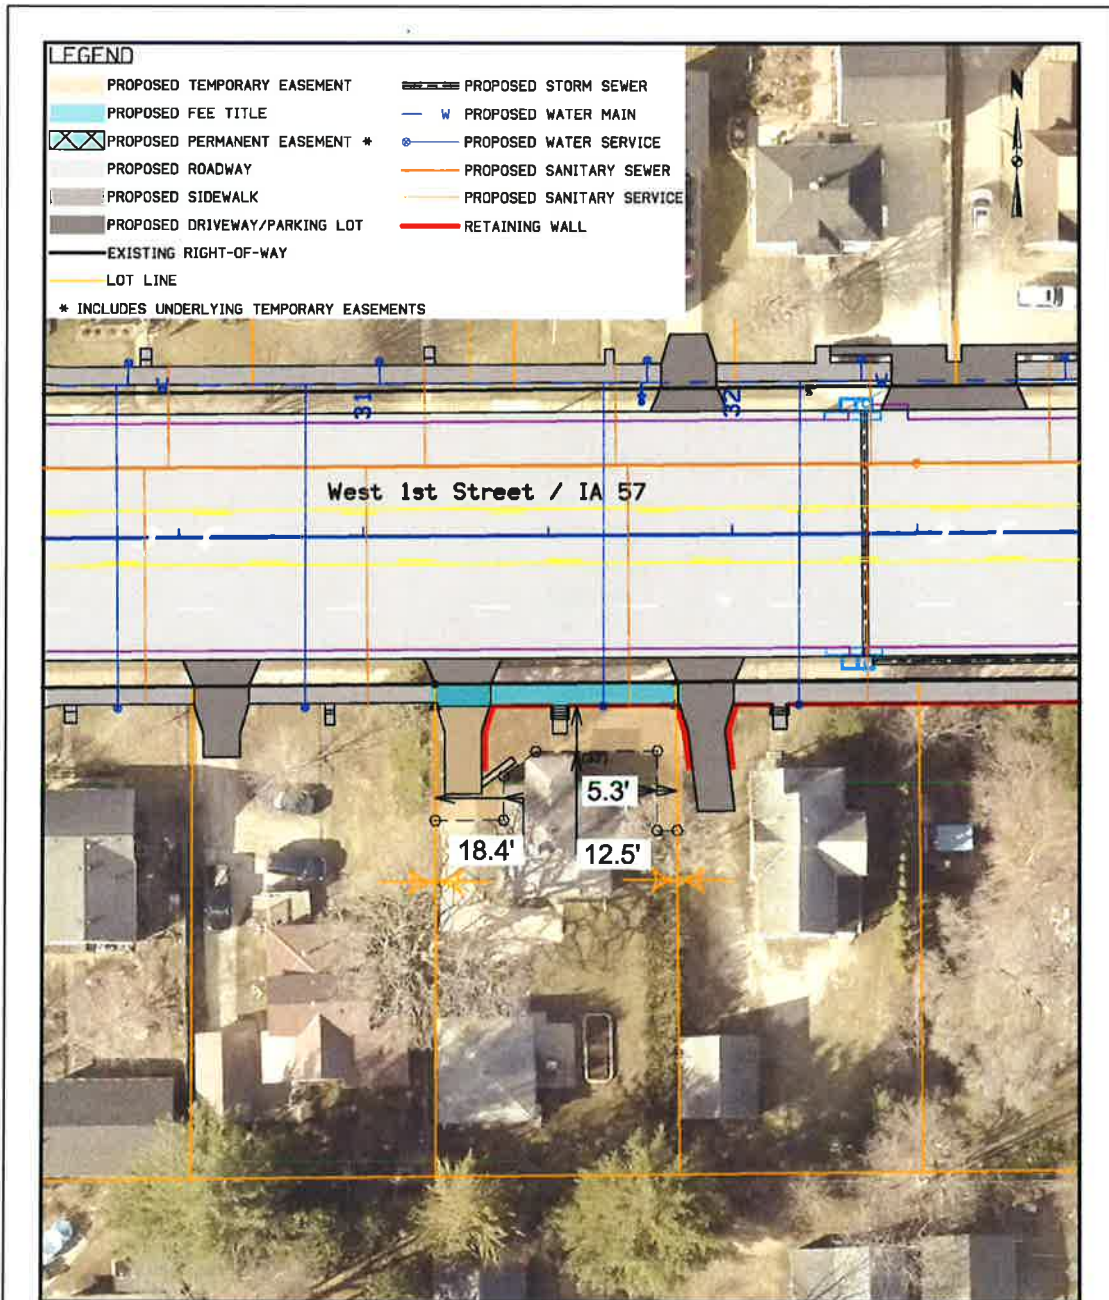 LEGEND
PROPOSED TEMPORARY EASEMENT
PROPOSED FEE TITLE
PROPOSED PERMANENT EASEMENT *
PROPOSED ROADWAY
PROPOSED SIDEWALK
PROPOSED DRIVEWAY/PARKING LOT
EXISTING RIGHT-OF-WAY
LOT LINE
* INCLUDES UNDERLYING TEMPORARY EASEMENTS
PROPOSED STORM SEWER
W PROPOSED WATER MAIN
PROPOSED WATER SERVICE
PROPOSED SANITARY SEWER
PROPOSED SANITARY SERVICE
RETAINING WALL
N
W
31
32
West 1st Street / IA 57
5.3'
18.4'
12.5'